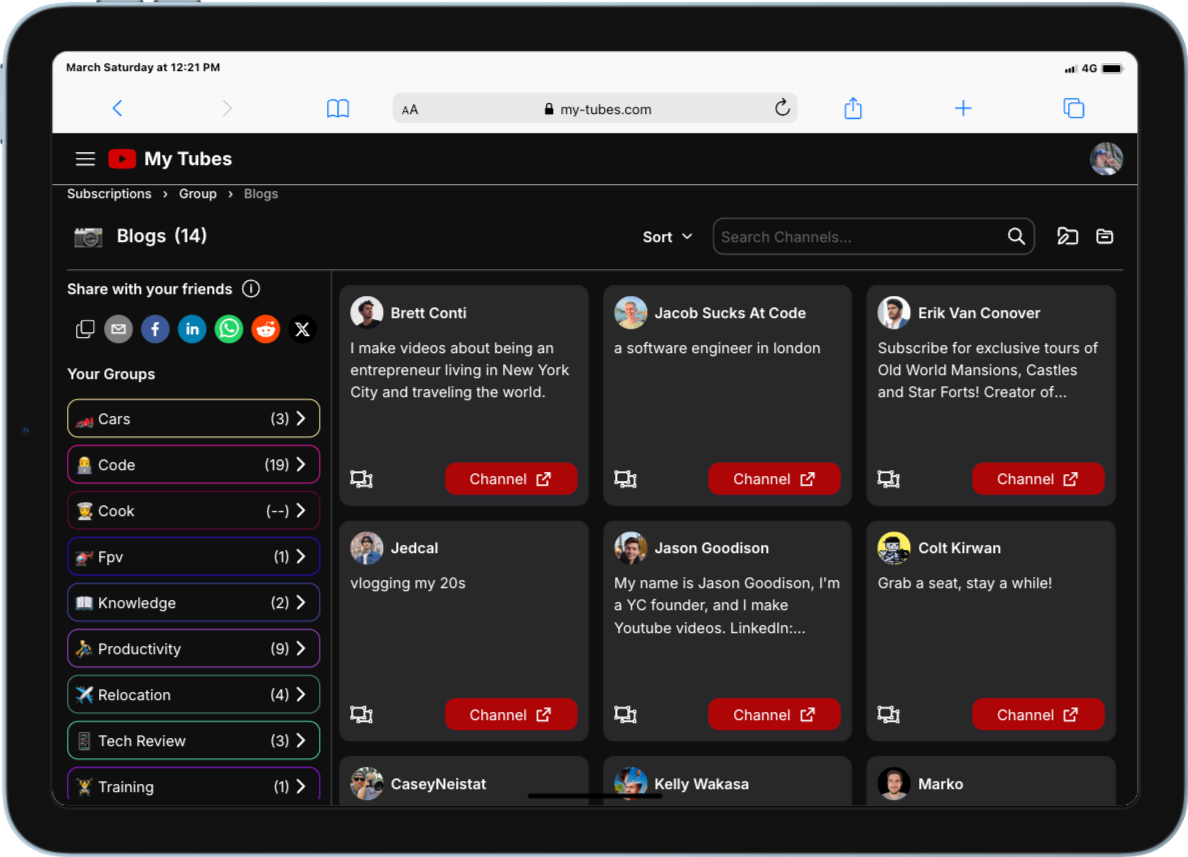 March Saturday at 12:21 PM
4G
AA
my-tubes.com
My Tubes
Subscriptions › Group › Blogs
Blogs (14)
Sort
Search Channels...
Share with your friends
Your Groups
Cars (3)
Code (19)
Cook (--)
Fpv (1)
Knowledge (2)
Productivity (9)
Relocation (4)
Tech Review (3)
Training (1)
Brett Conti
I make videos about being an
entrepreneur living in New York
City and traveling the world.
Channel
Jacob Sucks At Code
a software engineer in london
Channel
Erik Van Conover
Subscribe for exclusive tours of
Old World Mansions, Castles
and Star Forts! Creator of...
Channel
Jedcal
vlogging my 20s
Channel
Jason Goodison
My name is Jason Goodison, I'm
a YC founder, and I make
Youtube videos. LinkedIn:...
Channel
Colt Kirwan
Grab a seat, stay a while!
Channel
CaseyNeistat
Kelly Wakasa
Marko